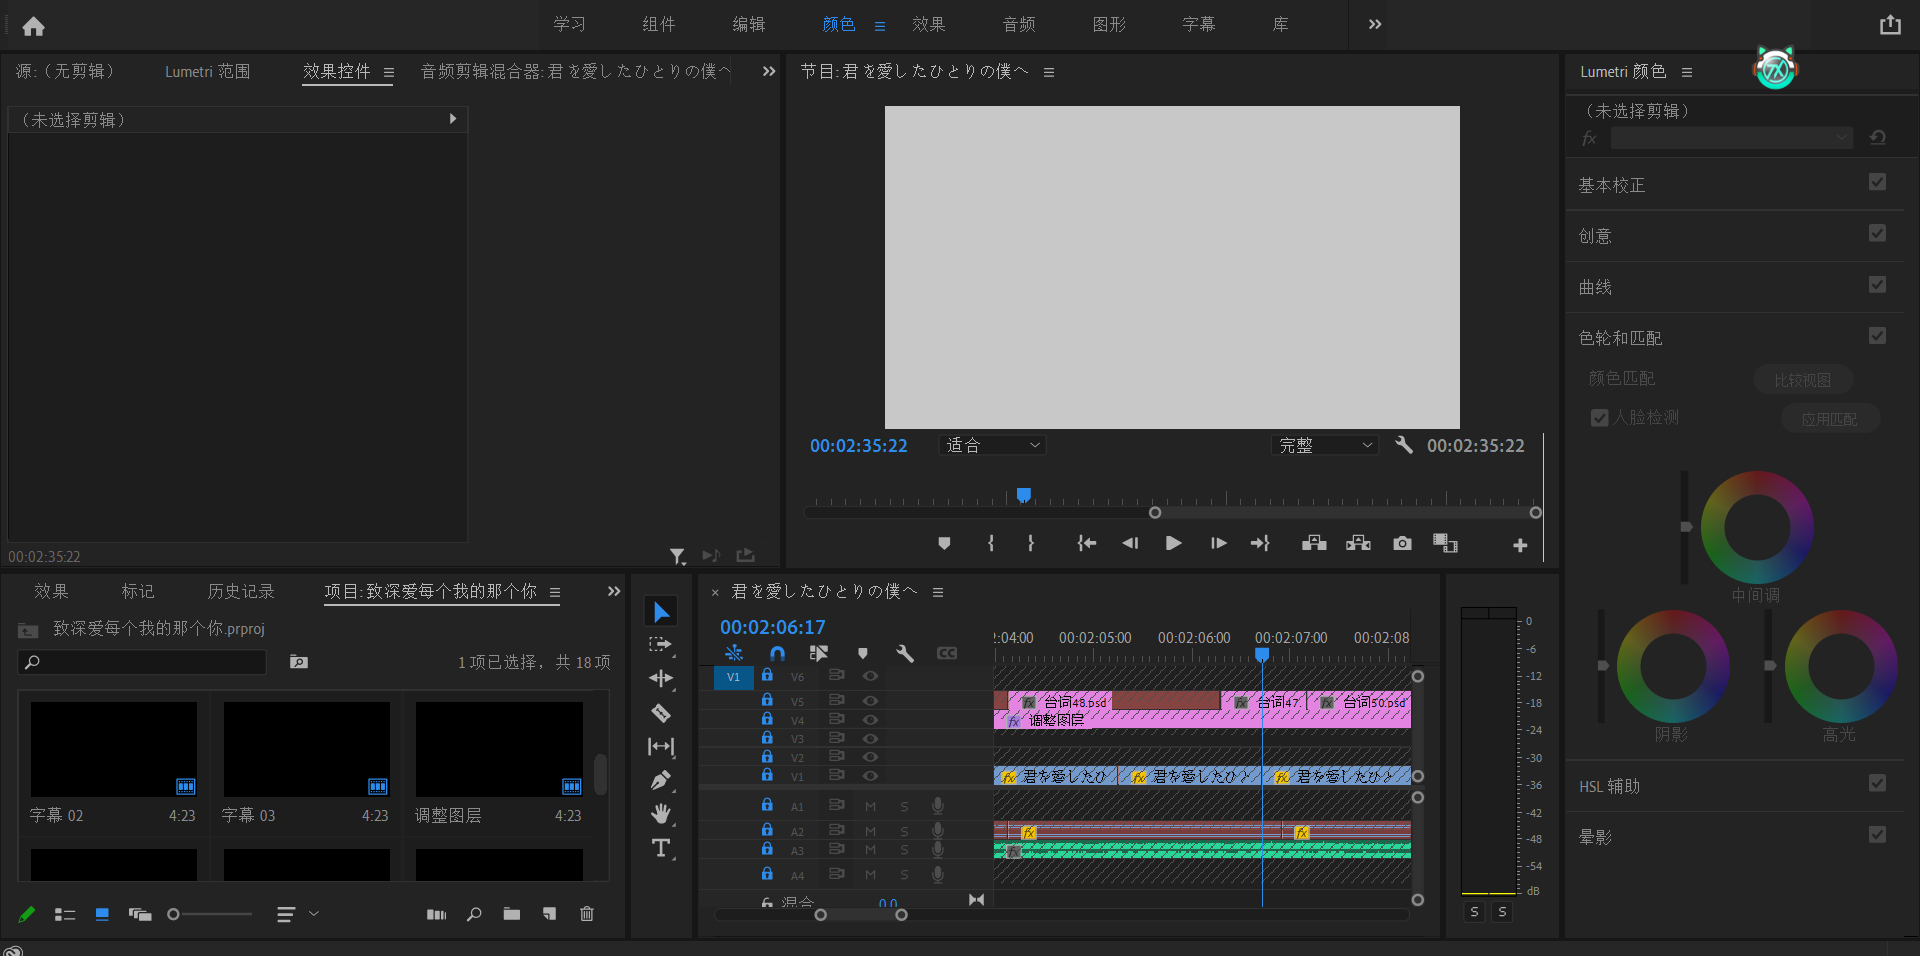 学习 组件 编辑 颜色 效果 音频 图形 字幕 库
源:（无剪辑） Lumetri 范围 效果控件 音频剪辑混合器:君を愛したひとりの僕へ
节目:君を愛したひとりの僕へ
Lumetri 颜色
（未选择剪辑）
（未选择剪辑）
fx
基本校正
创意
曲线
色轮和匹配
颜色匹配 比较视图
人脸检测 应用匹配
中间调
阴影 高光
HSL 辅助
晕影
00:02:35:22 适合 完整 00:02:35:22
00:02:35:22
效果 标记 历史记录 项目:致深爱每个我的那个你
致深爱每个我的那个你.prproj
1项已选择，共 18项
字幕 02 4:23 字幕 03 4:23 调整图层 4:23
× 君を愛したひとりの僕へ
00:02:06:17
:04:00 00:02:05:00 00:02:06:00 00:02:07:00 00:02:08
CC
V1 V6
V5 fx 台词48.psd fx 台词47. fx 台词50.psd
V4 fx 调整图层
V3
V2
V1 fx 君を愛したひ fx 君を愛したひと fx 君を愛したひと
A1 M S
A2 M S fx fx
A3 M S fx
A4 M S
混合 0.0
0
-6
-12
-18
-24
-30
-36
-42
-48
-54
dB
S S